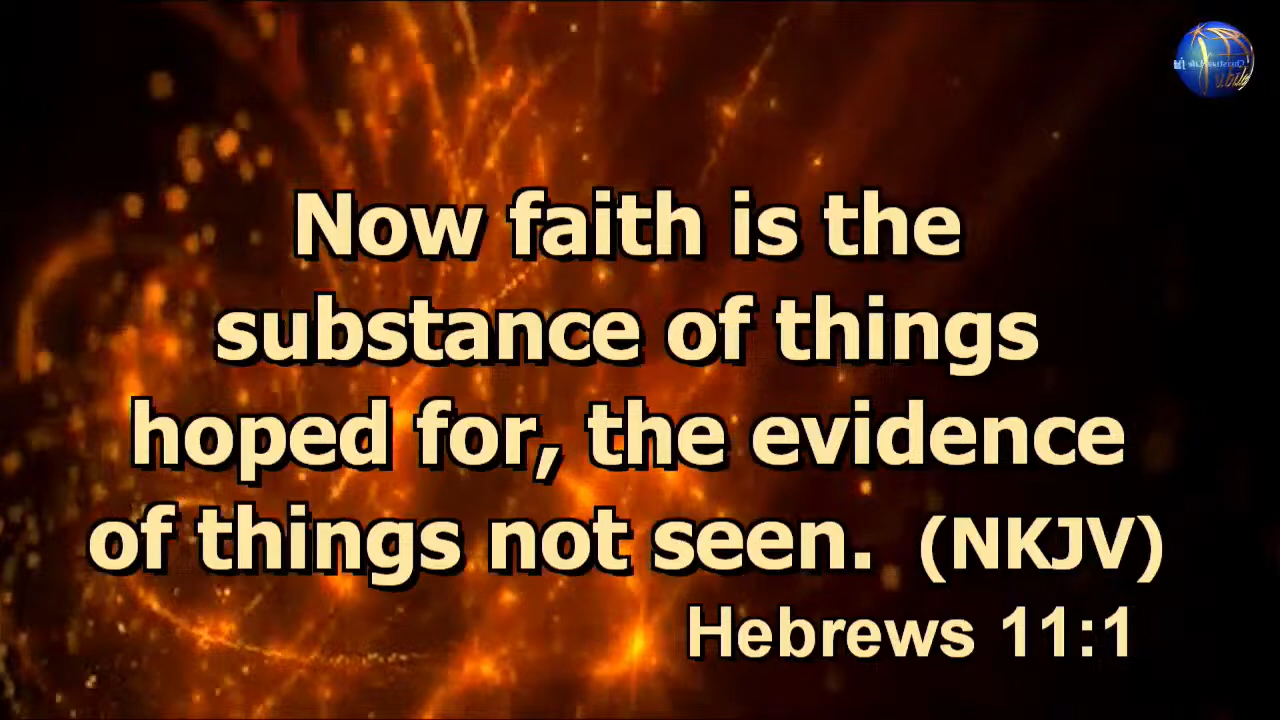 Now faith is the
substance of things
hoped for, the evidence
of things not seen. (NKJV)
Hebrews 11:1